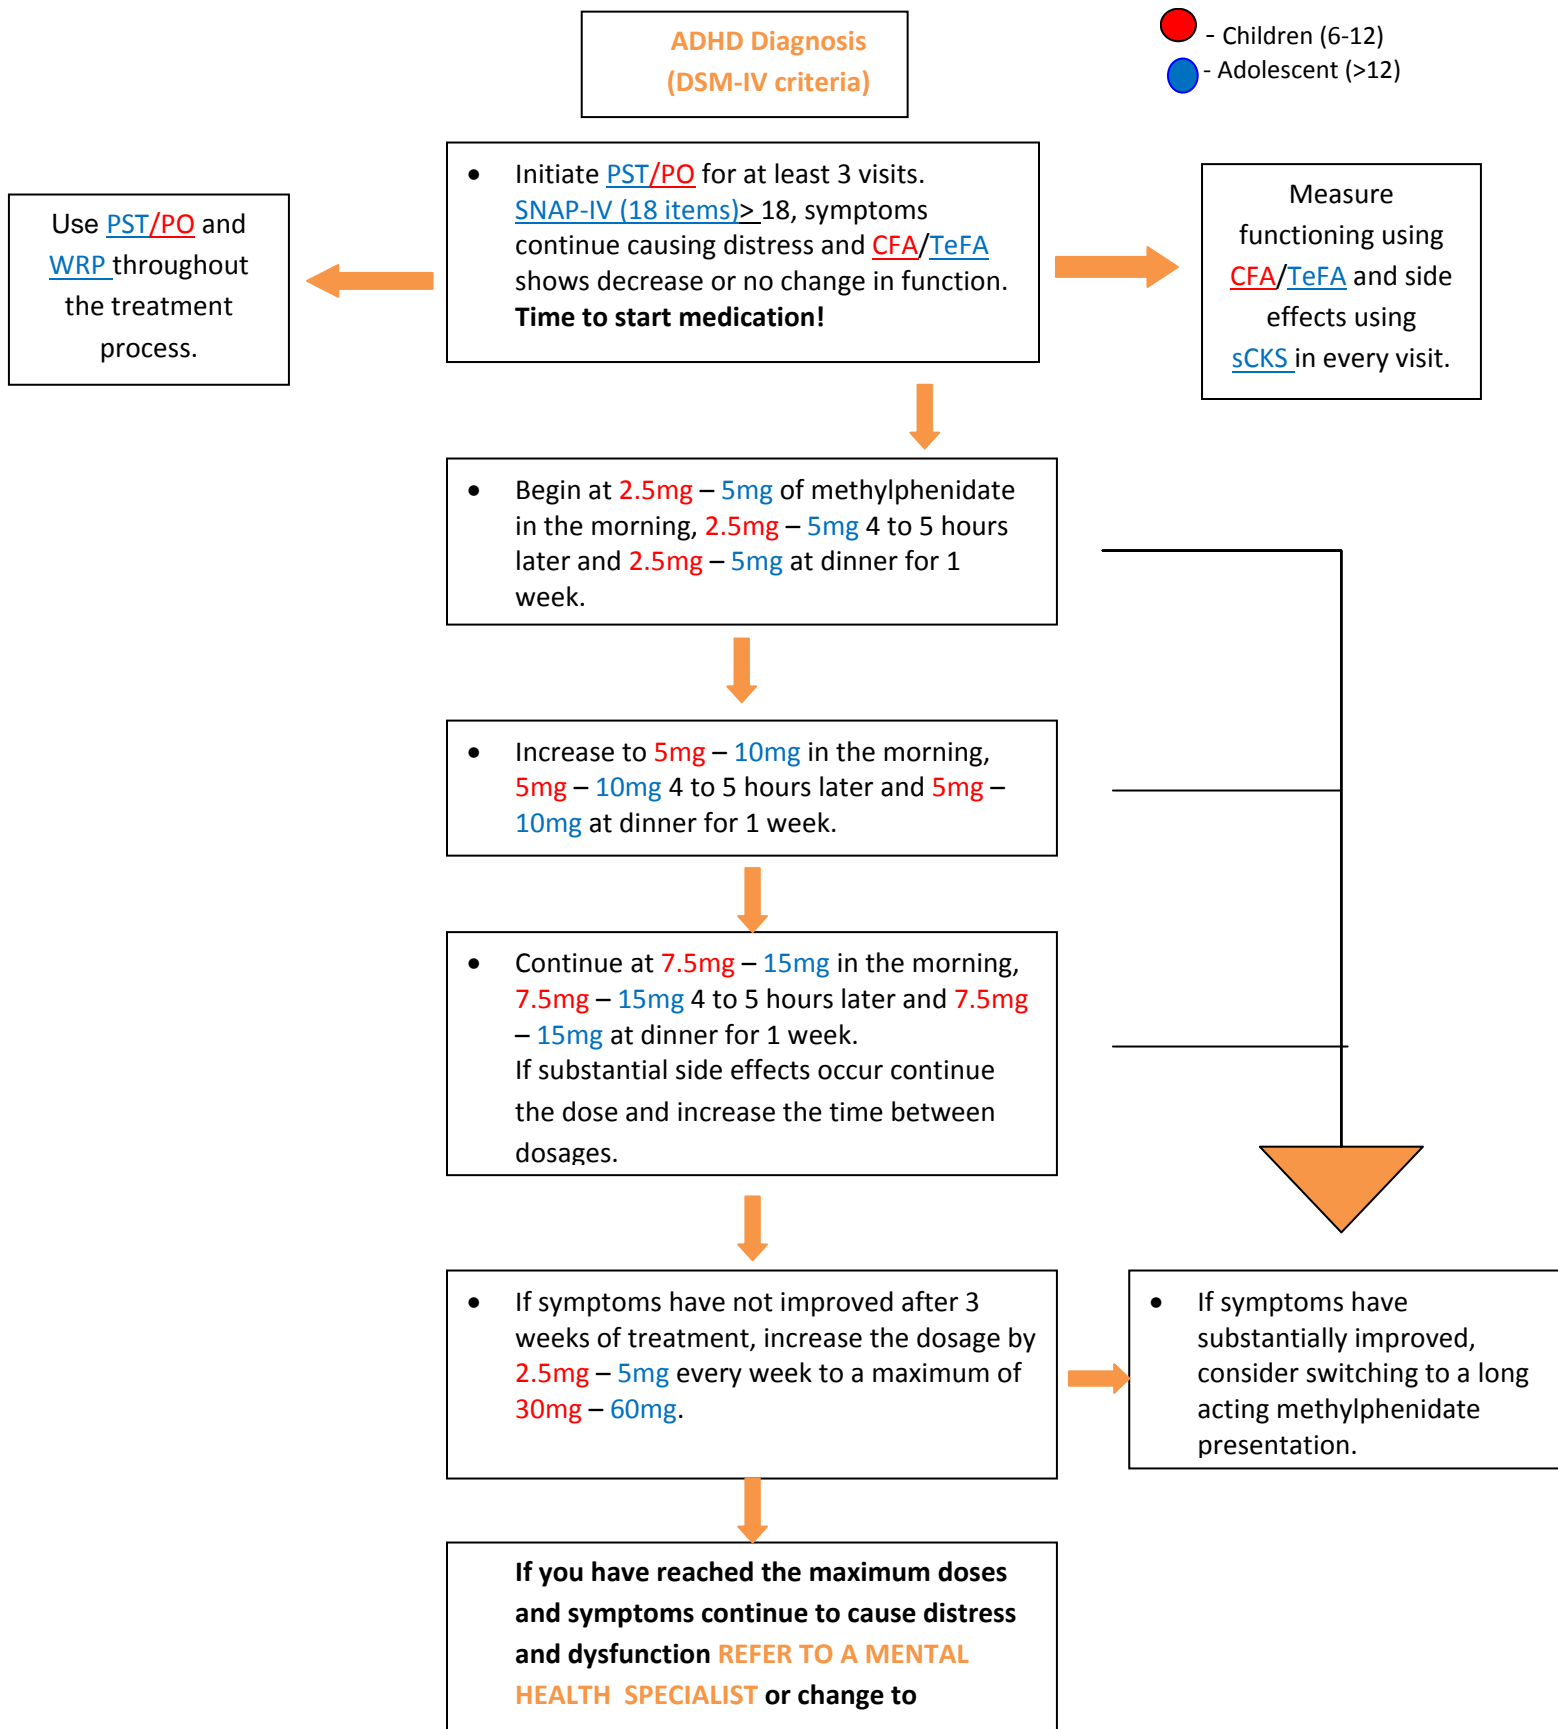 ADHD Diagnosis
(DSM-IV criteria)
- Children (6-12)
- Adolescent (>12)
Use PST/PO and
WRP throughout
the treatment
process.
• Initiate PST/PO for at least 3 visits.
SNAP-IV (18 items)> 18, symptoms
continue causing distress and CFA/TeFA
shows decrease or no change in function.
Time to start medication!
Measure
functioning using
CFA/TeFA and side
effects using
sCKS in every visit.
• Begin at 2.5mg – 5mg of methylphenidate
in the morning, 2.5mg – 5mg 4 to 5 hours
later and 2.5mg – 5mg at dinner for 1
week.
• Increase to 5mg – 10mg in the morning,
5mg – 10mg 4 to 5 hours later and 5mg –
10mg at dinner for 1 week.
• Continue at 7.5mg – 15mg in the morning,
7.5mg – 15mg 4 to 5 hours later and 7.5mg
– 15mg at dinner for 1 week.
If substantial side effects occur continue
the dose and increase the time between
dosages.
• If symptoms have not improved after 3
weeks of treatment, increase the dosage by
2.5mg – 5mg every week to a maximum of
30mg – 60mg.
• If symptoms have
substantially improved,
consider switching to a long
acting methylphenidate
presentation.
If you have reached the maximum doses
and symptoms continue to cause distress
and dysfunction REFER TO A MENTAL
HEALTH SPECIALIST or change to